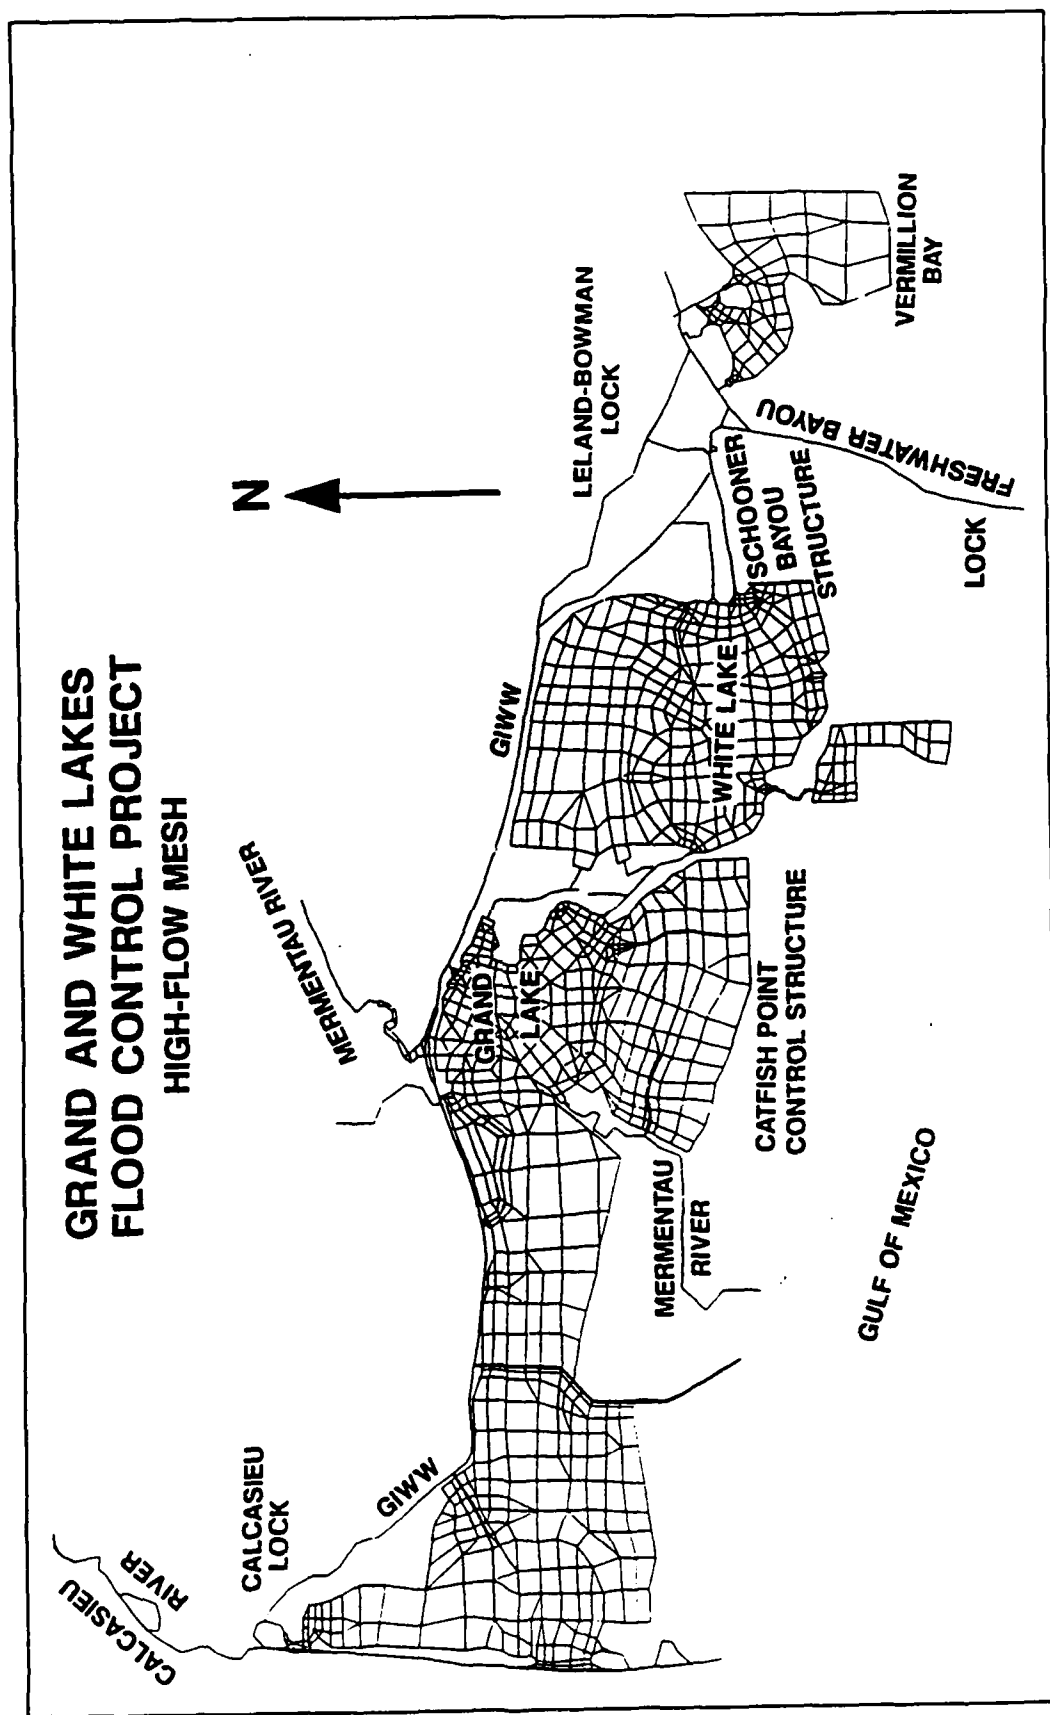 GRAND AND WHITE LAKES
FLOOD CONTROL PROJECT
HIGH-FLOW MESH
N
CALCASIEU
RIVER
CALCASIEU
LOCK
GIWW
MERMENTAU RIVER
GIWW
LELAND-BOWMAN
LOCK
GRAND
LAKE
WHITE LAKE
SCHOONER
BAYOU
STRUCTURE
FRESHWATER BAYOU
LOCK
VERMILLION
BAY
MERMENTAU
RIVER
CATFISH POINT
CONTROL STRUCTURE
GULF OF MEXICO